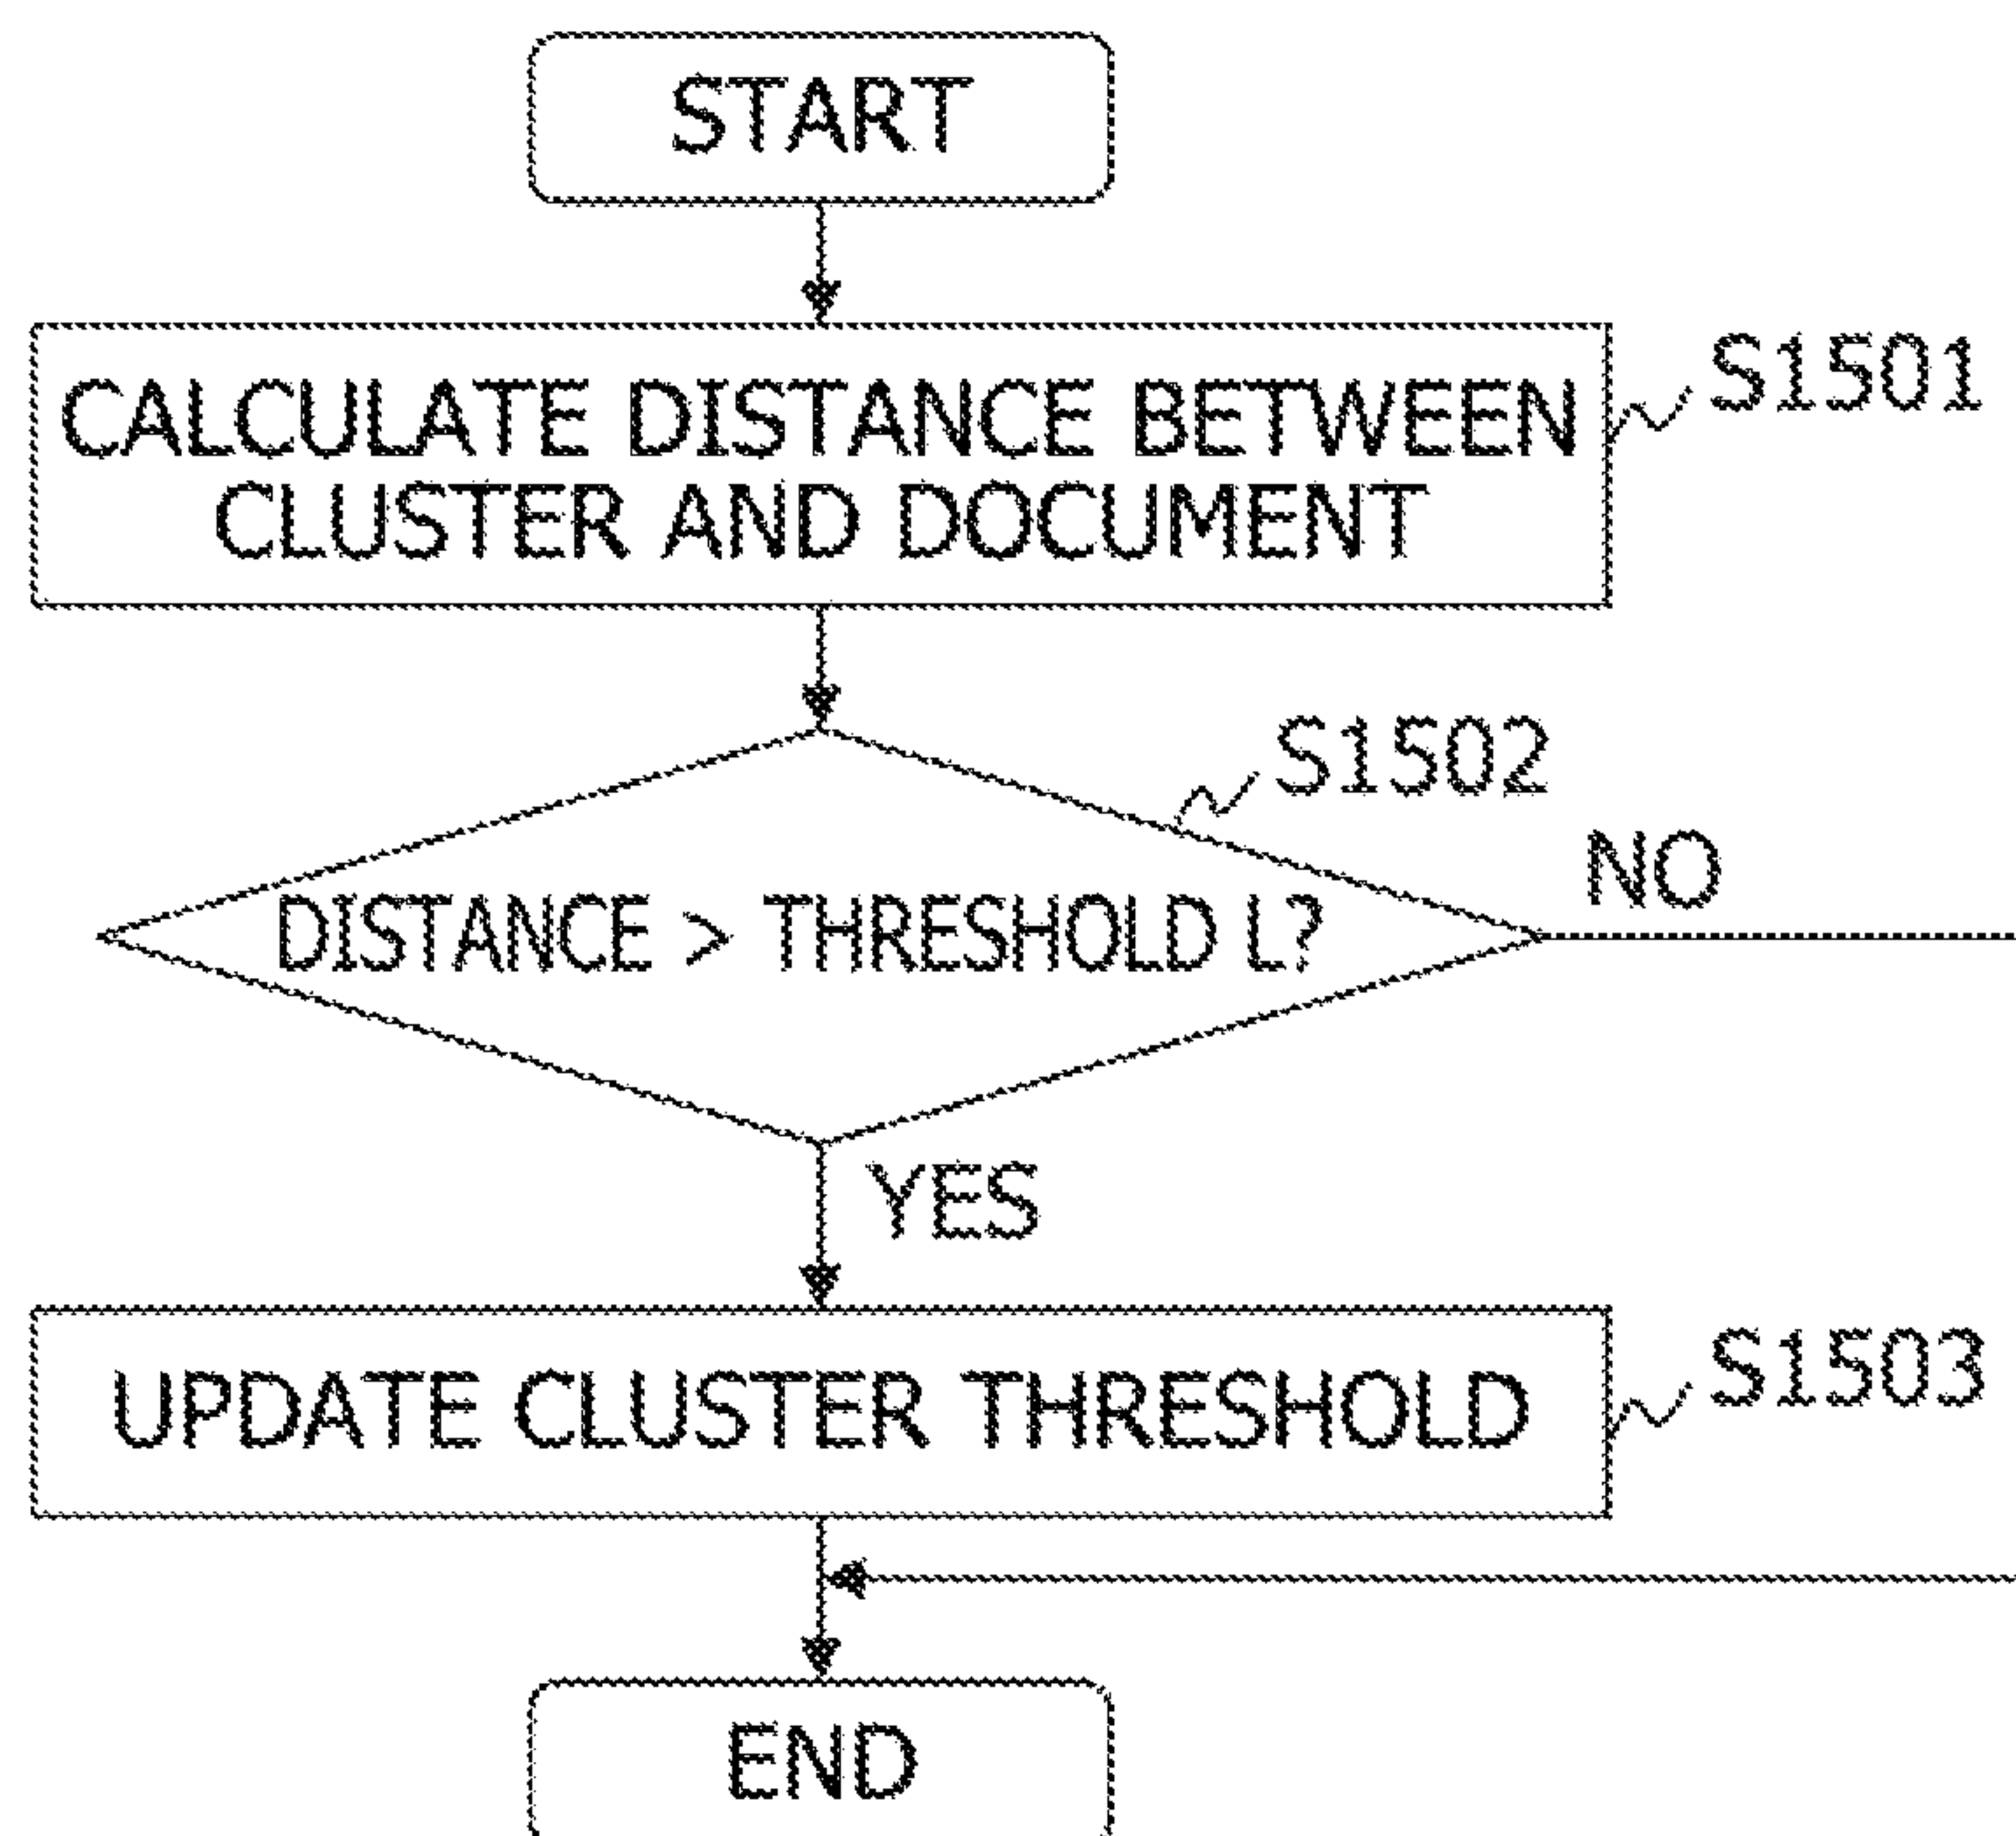 START
CALCULATE DISTANCE BETWEEN
CLUSTER AND DOCUMENT
S1501
S1502
DISTANCE > THRESHOLD L?
NO
YES
UPDATE CLUSTER THRESHOLD
S1503
END